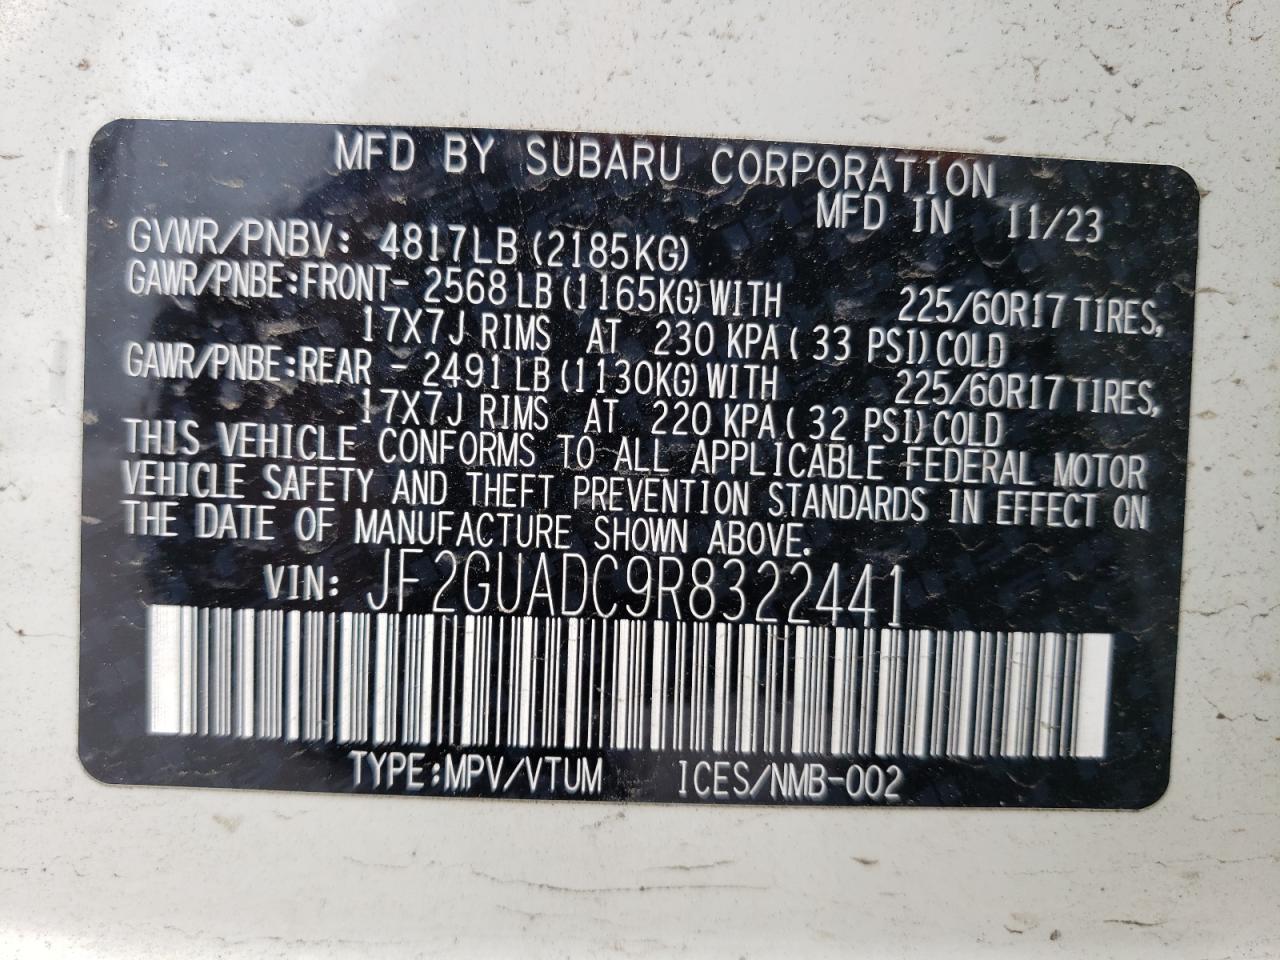 MFD BY SUBARU CORPORATION
MFD IN 11/23
GVWR/PNBV: 4817LB (2185KG)
GAWR/PNBE:FRONT- 2568 LB (1165KG) WITH 225/60R17 TIRES,
17X7J RIMS AT 230 KPA ( 33 PSI) COLD
GAWR/PNBE:REAR - 2491 LB (1130KG) WITH 225/60R17 TIRES,
17X7J RIMS AT 220 KPA ( 32 PSI) COLD
THIS VEHICLE CONFORMS TO ALL APPLICABLE FEDERAL MOTOR
VEHICLE SAFETY AND THEFT PREVENTION STANDARDS IN EFFECT ON
THE DATE OF MANUFACTURE SHOWN ABOVE.
VIN: JF2GUADC9R8322441
TYPE:MPV/VTUM ICES/NMB-002